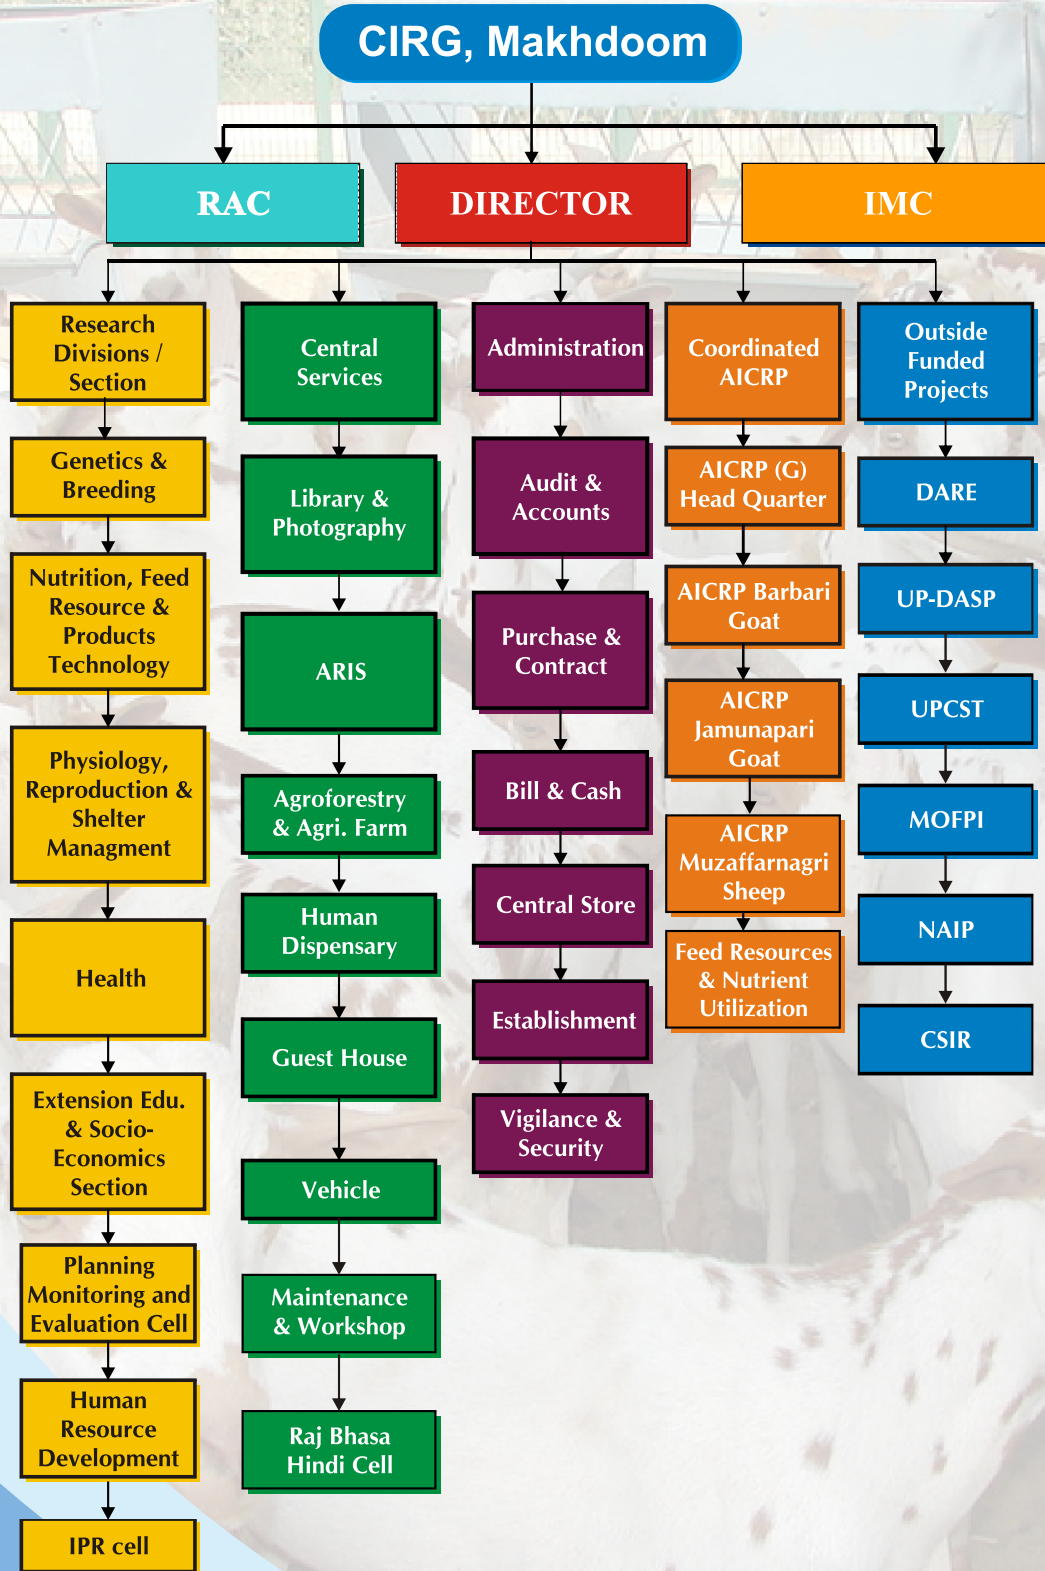 CIRG, Makhdoom
RAC
DIRECTOR
IMC
Research
Divisions /
Section
Genetics &
Breeding
Nutrition, Feed
Resource &
Products
Technology
Physiology,
Reproduction &
Shelter
Managment
Health
Extension Edu.
& Socio-
Economics
Section
Planning
Monitoring and
Evaluation Cell
Human
Resource
Development
IPR cell
Central
Services
Library &
Photography
ARIS
Agroforestry
& Agri. Farm
Human
Dispensary
Guest House
Vehicle
Maintenance
& Workshop
Raj Bhasa
Hindi Cell
Administration
Audit &
Accounts
Purchase &
Contract
Bill & Cash
Central Store
Establishment
Vigilance &
Security
Coordinated
AICRP
AICRP (G)
Head Quarter
AICRP Barbari
Goat
AICRP
Jamunapari
Goat
AICRP
Muzaffarnagri
Sheep
Feed Resources
& Nutrient
Utilization
Outside
Funded
Projects
DARE
UP-DASP
UPCST
MOFPI
NAIP
CSIR